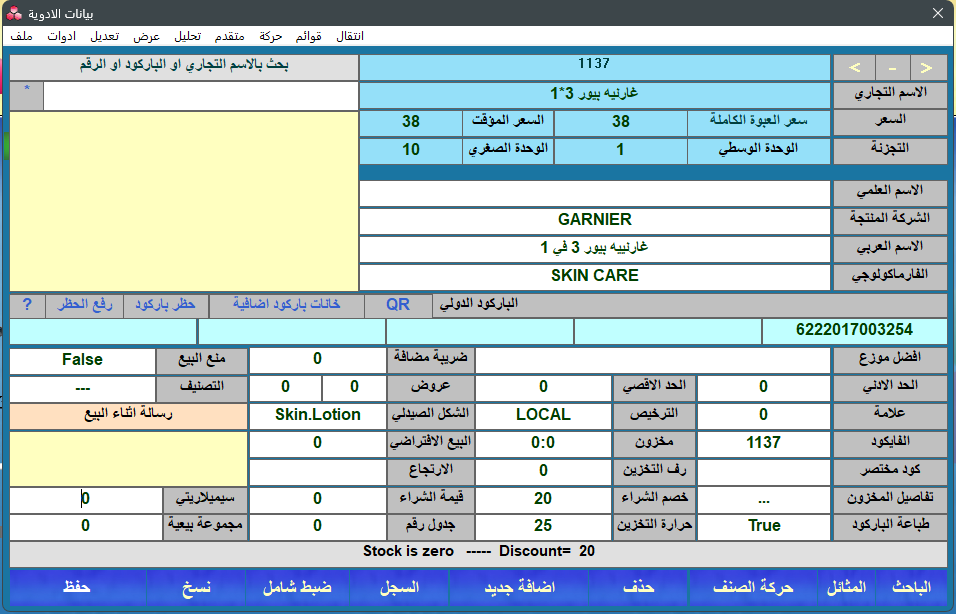 بيانات الادوية
ملف ادوات تعديل عرض تحليل متقدم حركة قوائم انتقال
< - > 1137 بحث بالاسم التجاري او الباركود او الرقم
الاسم التجاري غارنيه بيور 3*1 *
السعر سعر العبوة الكاملة 38 السعر المؤقت 38
التجزئة الوحدة الوسطي 1 الوحدة الصغري 10
الاسم العلمي
الشركة المنتجة GARNIER
الاسم العربي غارنييه بيور 3 في 1
الفارماكولوجي SKIN CARE
الباركود الدولي QR خانات باركود اضافية حظر باركود رفع الحظر ?
6222017003254
افضل موزع ضريبة مضافة 0 منع البيع False
الحد الادني 0 الحد الاقصي 0 عروض 0 0 التصنيف ---
علامة 0 الترخيص LOCAL الشكل الصيدلي Skin.Lotion رسالة اثناء البيع
الفايكود 1137 مخزون 0:0 البيع الافتراضي 0
كود مختصر رف التخزين 0 الارتجاع
تفاصيل المخزون ... خصم الشراء 20 قيمة الشراء 0 سيميلاريتي 0
طباعة الباركود True حرارة التخزين 25 جدول رقم 0 مجموعة بيعية 0
Stock is zero ----- Discount= 20
الباحث المثائل حركة الصنف حذف اضافة جديد السجل ضبط شامل نسخ حفظ